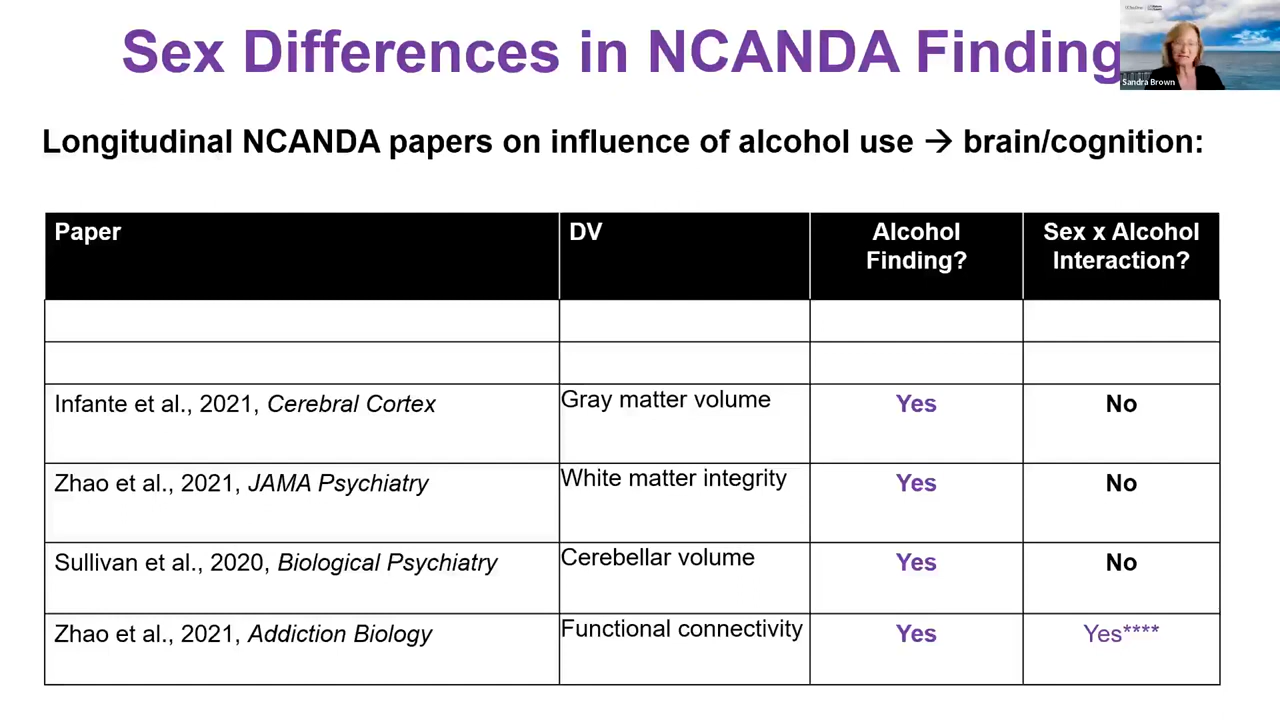 Sex Differences in NCANDA Finding
Sandra Brown
Longitudinal NCANDA papers on influence of alcohol use → brain/cognition:
Paper DV Alcohol Finding? Sex x Alcohol Interaction?
Infante et al., 2021, Cerebral Cortex Gray matter volume Yes No
Zhao et al., 2021, JAMA Psychiatry White matter integrity Yes No
Sullivan et al., 2020, Biological Psychiatry Cerebellar volume Yes No
Zhao et al., 2021, Addiction Biology Functional connectivity Yes Yes****